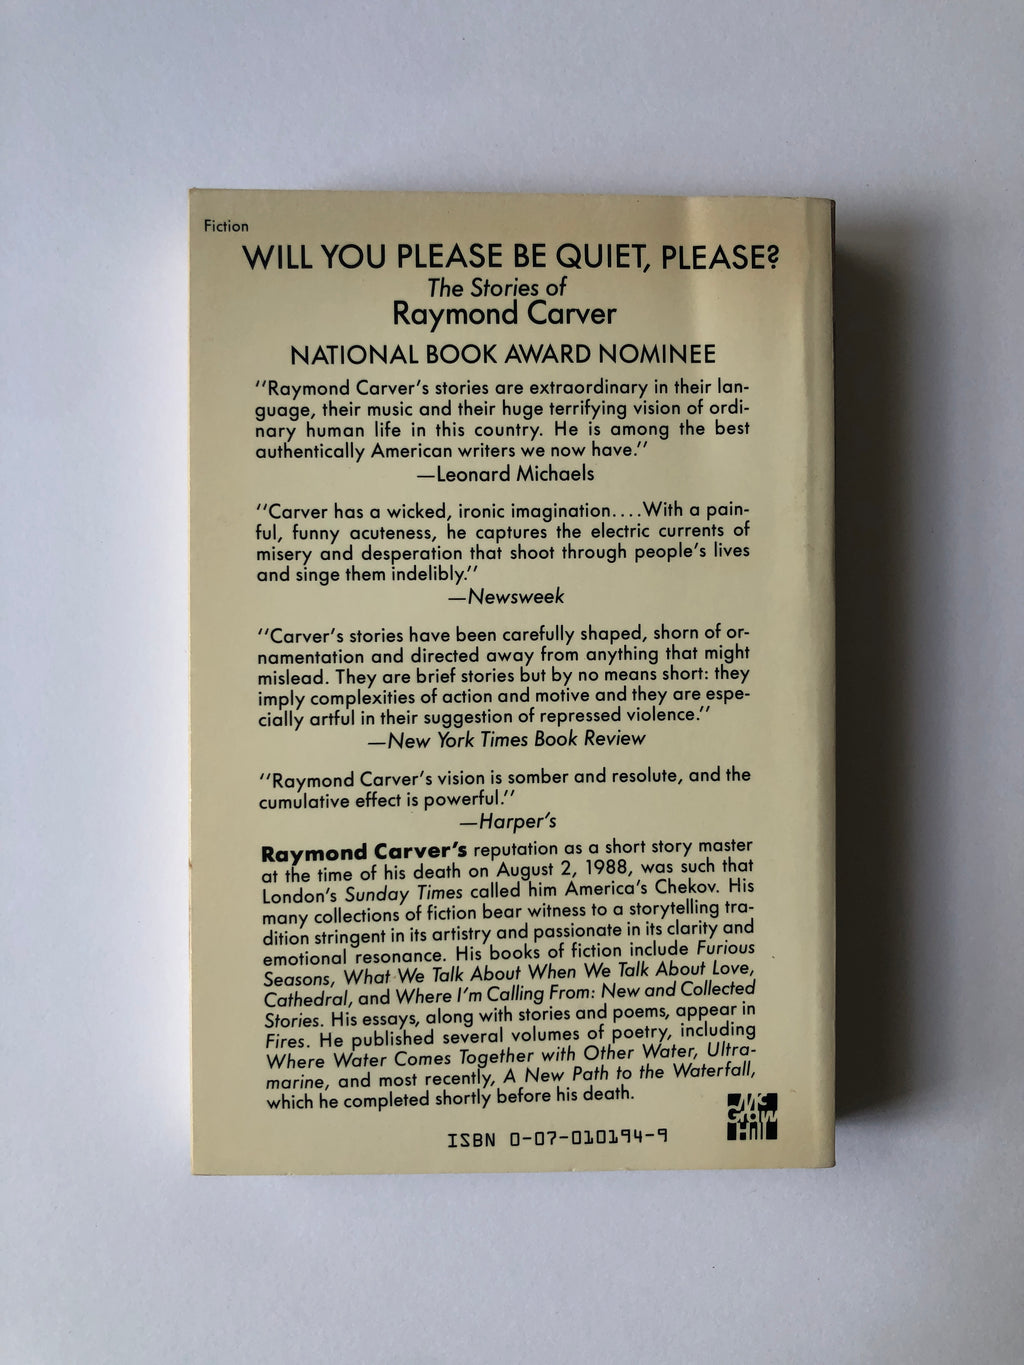 Fiction
WILL YOU PLEASE BE QUIET, PLEASE?
The Stories of
Raymond Carver
NATIONAL BOOK AWARD NOMINEE
"Raymond Carver's stories are extraordinary in their lan-
guage, their music and their huge terrifying vision of ordi-
nary human life in this country. He is among the best
authentically American writers we now have."
—Leonard Michaels
"Carver has a wicked, ironic imagination....With a pain-
ful, funny acuteness, he captures the electric currents of
misery and desperation that shoot through people's lives
and singe them indelibly."
—Newsweek
"Carver's stories have been carefully shaped, shorn of or-
namentation and directed away from anything that might
mislead. They are brief stories but by no means short: they
imply complexities of action and motive and they are espe-
cially artful in their suggestion of repressed violence."
—New York Times Book Review
"Raymond Carver's vision is somber and resolute, and the
cumulative effect is powerful."
—Harper's
Raymond Carver's reputation as a short story master
at the time of his death on August 2, 1988, was such that
London's Sunday Times called him America's Chekov. His
many collections of fiction bear witness to a storytelling tra-
dition stringent in its artistry and passionate in its clarity and
emotional resonance. His books of fiction include Furious
Seasons, What We Talk About When We Talk About Love,
Cathedral, and Where I'm Calling From: New and Collected
Stories. His essays, along with stories and poems, appear in
Fires. He published several volumes of poetry, including
Where Water Comes Together with Other Water, Ultra-
marine, and most recently, A New Path to the Waterfall,
which he completed shortly before his death.
Mc
Graw
Hill
ISBN 0-07-010194-9